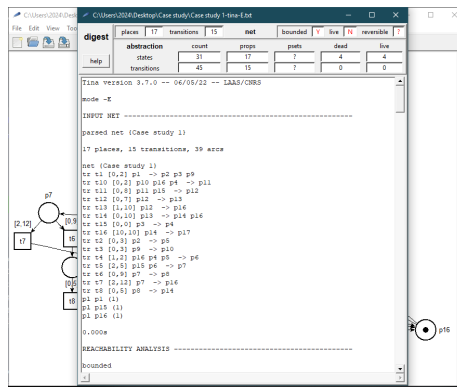 C:\Users\2024\Desktop\Case study\Case study 1-tina-E.txt
File Edit View
digest places 17 transitions 15 net bounded Y live N reversible ?
abstraction count props psets dead live
help states 31 17 ? 4 4
transitions 45 15 ? 0 0
Tina version 3.7.0 -- 06/05/22 -- LAAS/CNRS
mode -E
INPUT NET -------------------------------------------------------
parsed net (Case study 1)
17 places, 15 transitions, 39 arcs
net (Case study 1)
tr t1 [0,2] p1 -> p2 p3 p9
tr t10 [0,2] p10 p16 p4 -> p11
tr t11 [0,8] p11 p15 -> p12
tr t12 [0,7] p12 -> p13
tr t13 [1,10] p12 -> p16
tr t14 [0,10] p13 -> p14 p16
tr t15 [0,0] p3 -> p4
tr t16 [10,10] p14 -> p17
tr t2 [0,3] p2 -> p5
tr t3 [0,3] p9 -> p10
tr t4 [1,2] p16 p4 p5 -> p6
tr t5 [2,5] p15 p6 -> p7
tr t6 [0,9] p7 -> p8
tr t7 [2,12] p7 -> p16
tr t8 [0,5] p8 -> p14
pl p1 (1)
pl p15 (1)
pl p16 (1)
0.000s
REACHABILITY ANALYSIS -------------------------------------------
bounded
p7
[2,12]
t7
t6
t8
p16